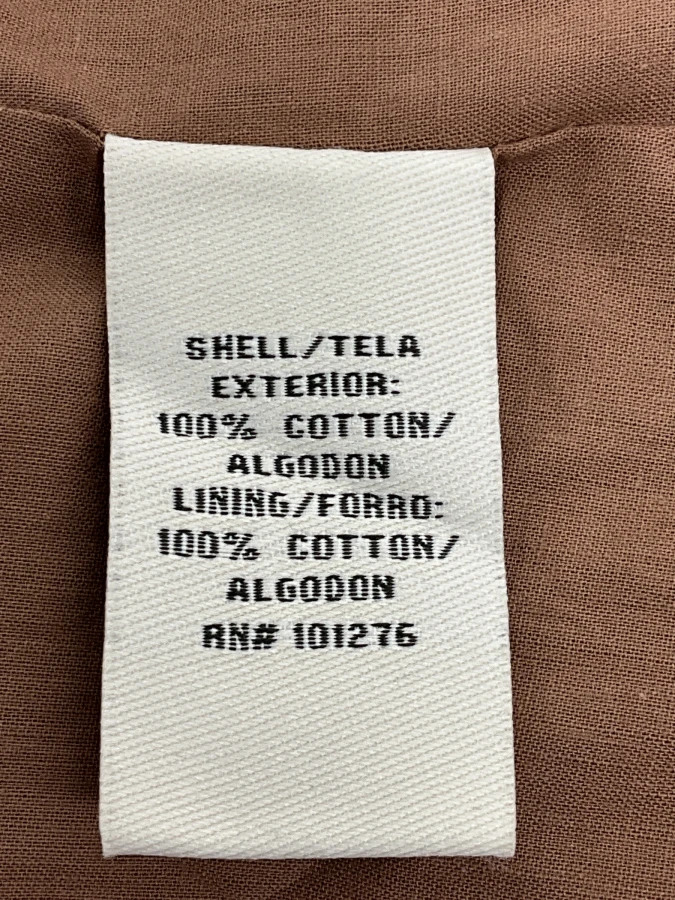 SHELL/TELA
EXTERIOR:
100% COTTON/
ALGODON
LINING/FORRO:
100% COTTON/
ALGODON
RN# 101276